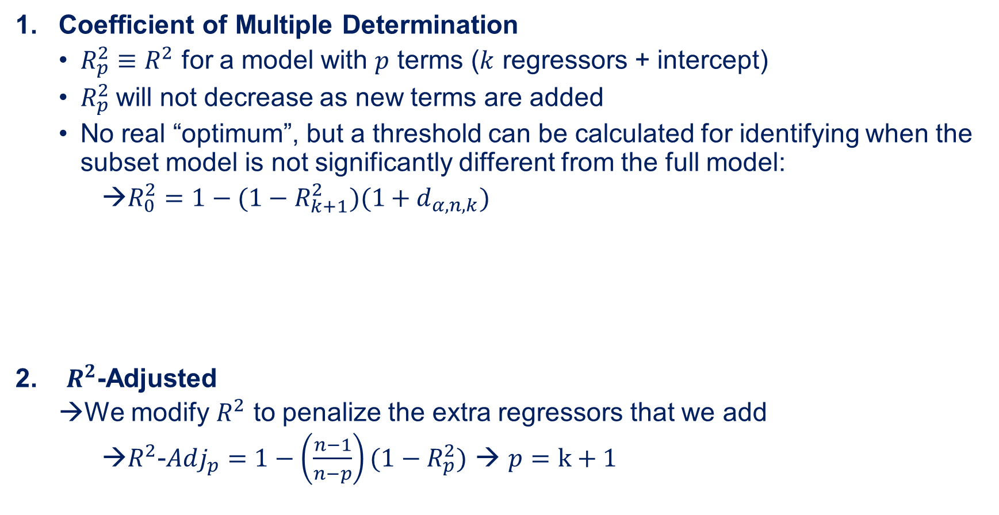 1. Coefficient of Multiple Determination
• $R_p^2 \equiv R^2$ for a model with $p$ terms ($k$ regressors + intercept)
• $R_p^2$ will not decrease as new terms are added
• No real “optimum”, but a threshold can be calculated for identifying when the
subset model is not significantly different from the full model:
→$R_0^2 = 1 - (1 - R_{k+1}^2)(1 + d_{\alpha,n,k})$
2. $R^2$-Adjusted
→We modify $R^2$ to penalize the extra regressors that we add
→$R^2\text{-}Adj_p = 1 - \left(\frac{n-1}{n-p}\right)(1 - R_p^2)$ → $p = \mathrm{k} + 1$